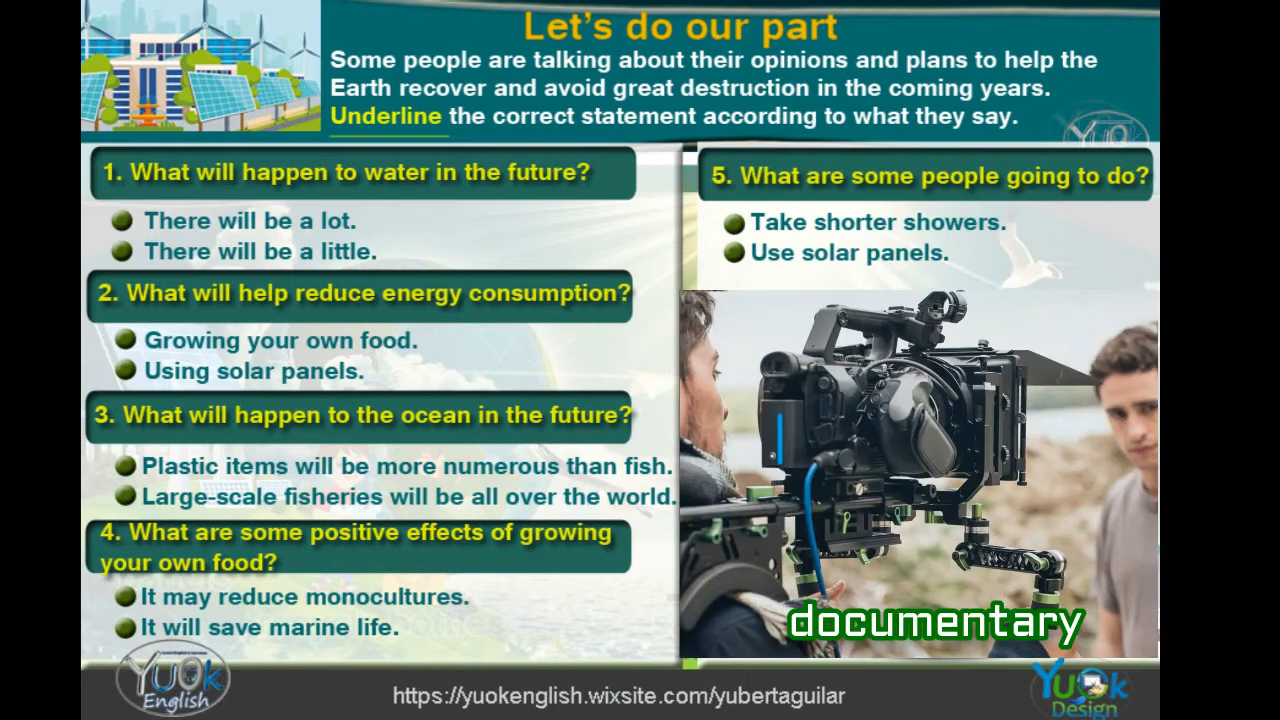 Let's do our part
Some people are talking about their opinions and plans to help the
Earth recover and avoid great destruction in the coming years.
Underline the correct statement according to what they say.
YuOk
1. What will happen to water in the future?
There will be a lot.
There will be a little.
2. What will help reduce energy consumption?
Growing your own food.
Using solar panels.
3. What will happen to the ocean in the future?
Plastic items will be more numerous than fish.
Large-scale fisheries will be all over the world.
4. What are some positive effects of growing
your own food?
It may reduce monocultures.
It will save marine life.
5. What are some people going to do?
Take shorter showers.
Use solar panels.
documentary
YuOk
English
https://yuokenglish.wixsite.com/yubertaguilar
YuOk
Design